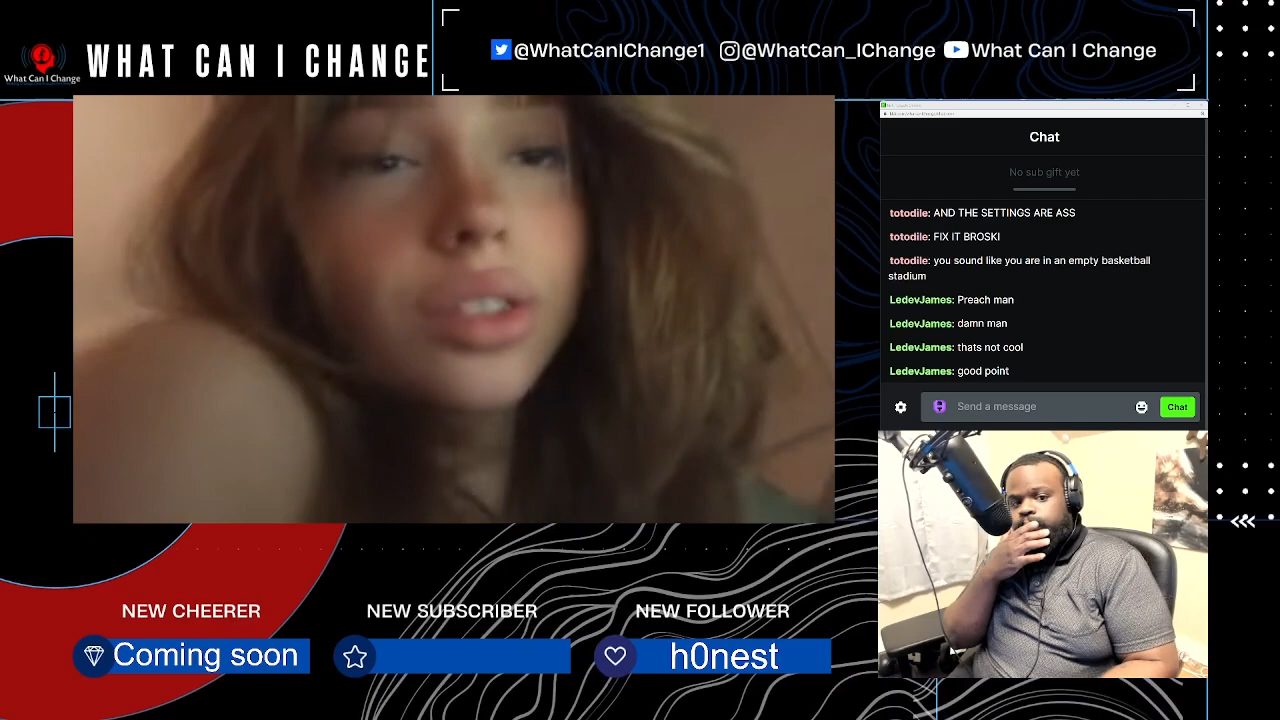 What Can I Change
WHAT CAN I CHANGE
@WhatCanIChange1
@WhatCan_IChange
What Can I Change
Chat
No sub gift yet
totodile: AND THE SETTINGS ARE ASS
totodile: FIX IT BROSKI
totodile: you sound like you are in an empty basketball
stadium
LedevJames: Preach man
LedevJames: damn man
LedevJames: thats not cool
LedevJames: good point
Send a message
Chat
NEW CHEERER
NEW SUBSCRIBER
NEW FOLLOWER
Coming soon
h0nest